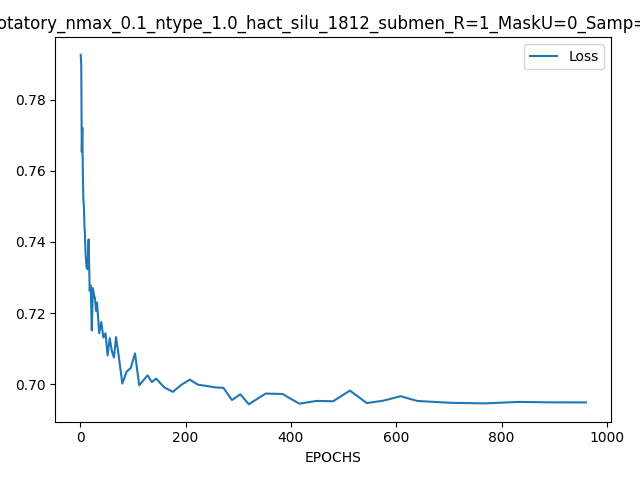 otatory_nmax_0.1_ntype_1.0_hact_silu_1812_submen_R=1_MaskU=0_Samp=
Loss
0.78
0.76
0.74
0.72
0.70
0 200 400 600 800 1000
EPOCHS